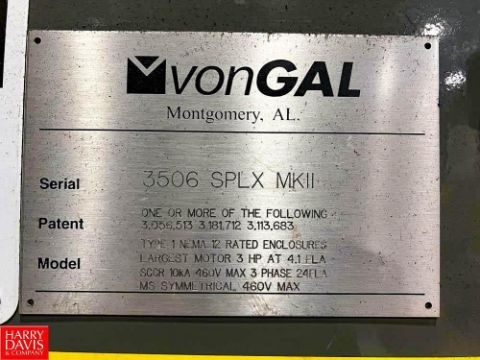 vonGAL
Montgomery, AL.
Serial 3506 SPLX MKII
Patent ONE OR MORE OF THE FOLLOWING
3,056,513 3,181,712 3,113,683
Model TYPE 1 NEMA 12 RATED ENCLOSURES
LARGEST MOTOR 3 HP AT 4.1 FLA
SCCR 10KA 460V MAX 3 PHASE 24FLA
MS SYMMETRICAL 460V MAX
HARRY
DAVIS
& COMPANY